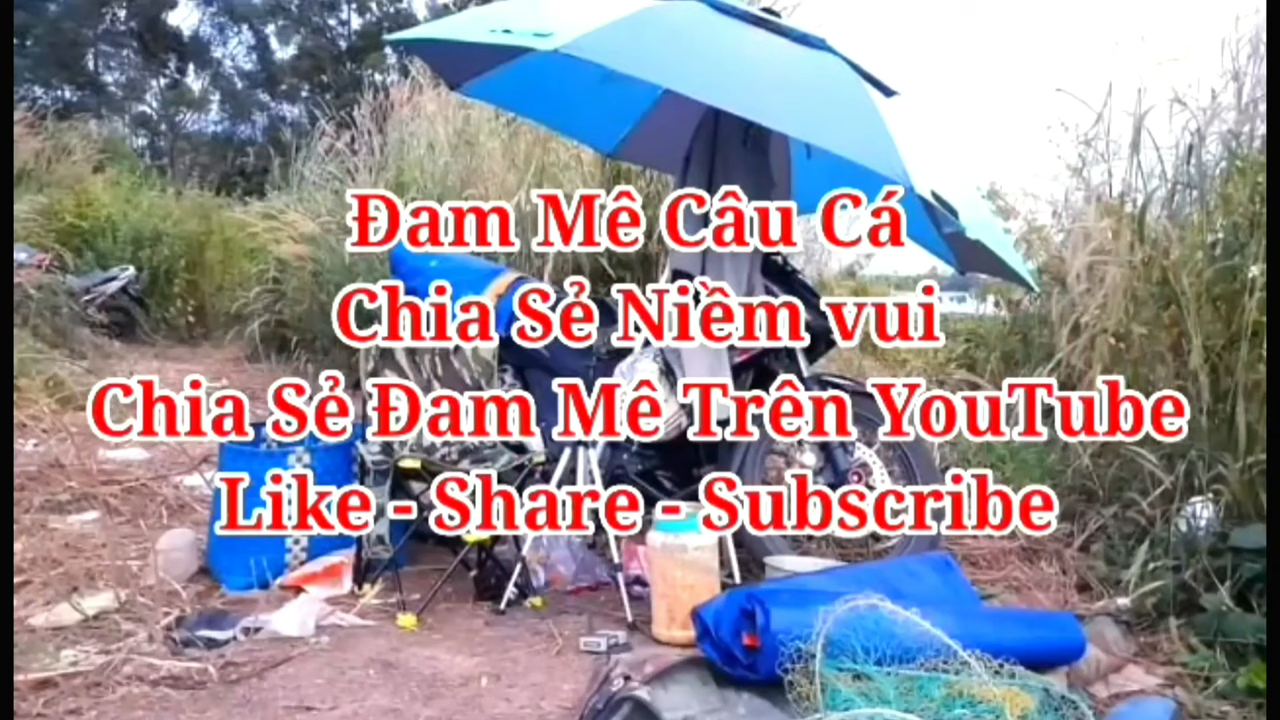 Đam Mê Câu Cá
Chia Sẻ Niềm vui
Chia Sẻ Đam Mê Trên YouTube
Like - Share - Subscribe